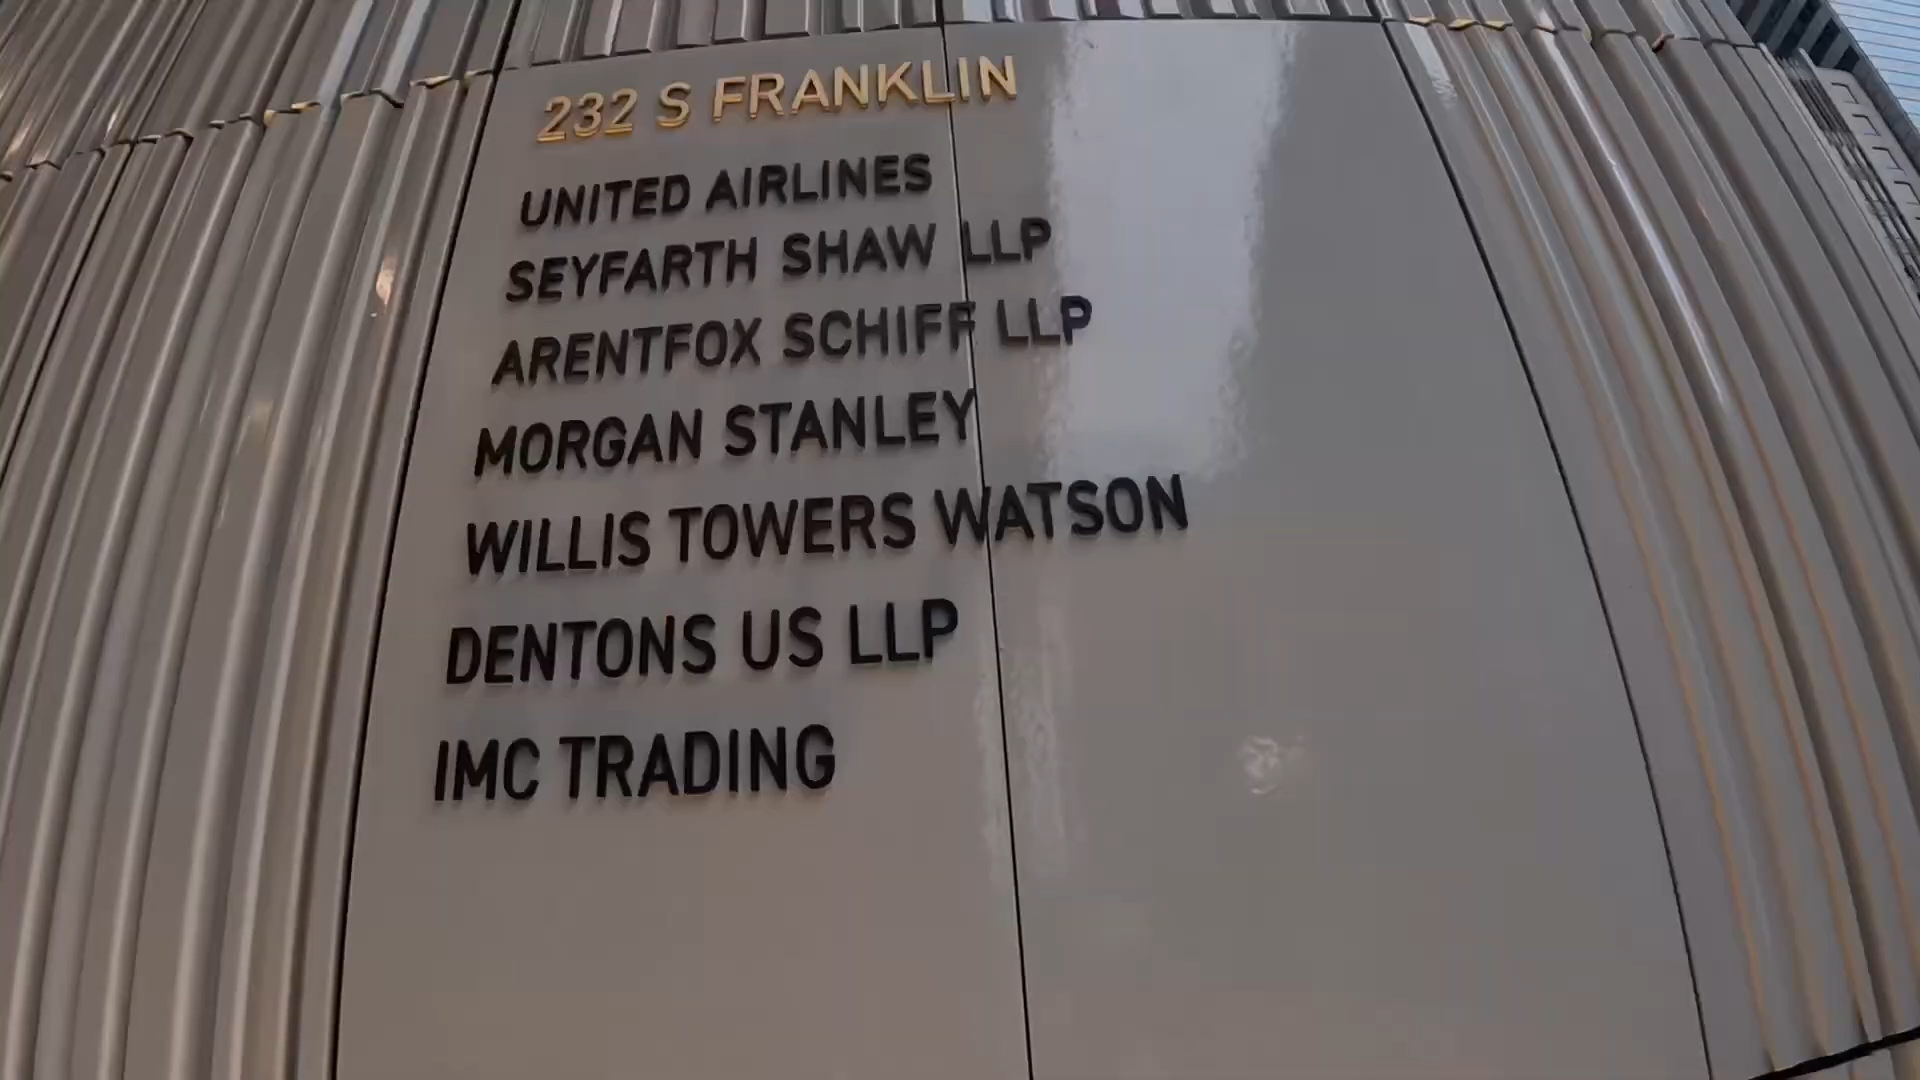 232 S FRANKLIN
UNITED AIRLINES
SEYFARTH SHAW LLP
ARENTFOX SCHIFF LLP
MORGAN STANLEY
WILLIS TOWERS WATSON
DENTONS US LLP
IMC TRADING